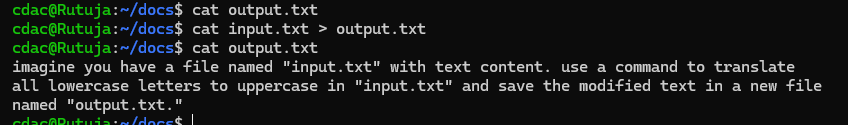 cdac@Rutuja:~/docs$ cat output.txt
cdac@Rutuja:~/docs$ cat input.txt > output.txt
cdac@Rutuja:~/docs$ cat output.txt
imagine you have a file named "input.txt" with text content. use a command to translate
all lowercase letters to uppercase in "input.txt" and save the modified text in a new file
named "output.txt."
cdac@Rutuja:~/docs$